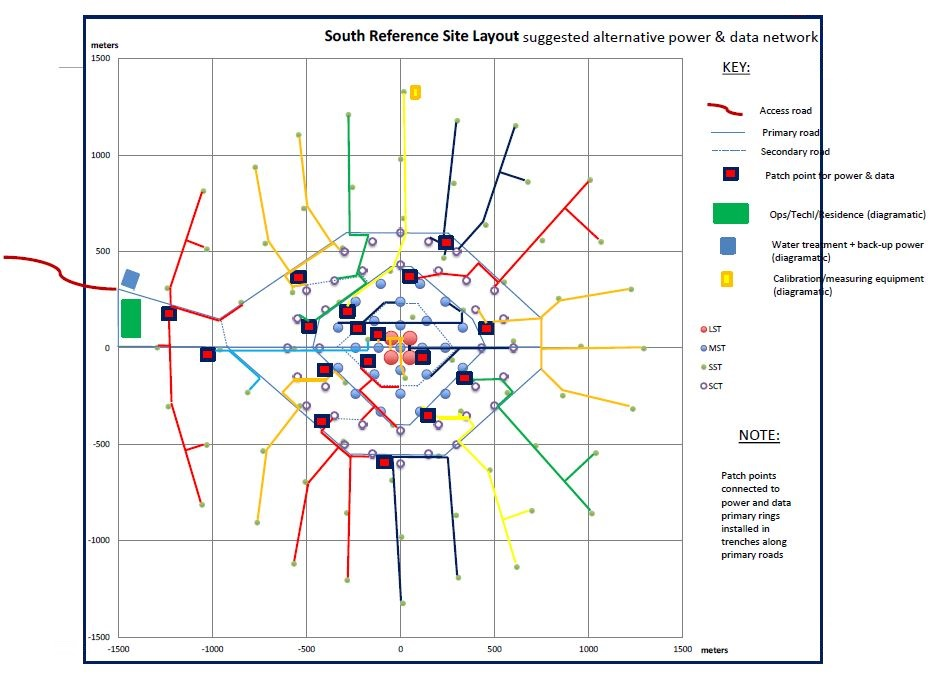 South Reference Site Layout suggested alternative power & data network
meters
1500
1000
500
0
-500
-1000
-1500
-1500
-1000
-500
0
500
1000
1500
meters
KEY:
Access road
Primary road
Secondary road
Patch point for power & data
Ops/Techl/Residence (diagramatic)
Water treatment + back-up power
(diagramatic)
Calibration/measuring equipment
(diagramatic)
LST
MST
SST
SCT
NOTE:
Patch points
connected to
power and data
primary rings
installed in
trenches along
primary roads